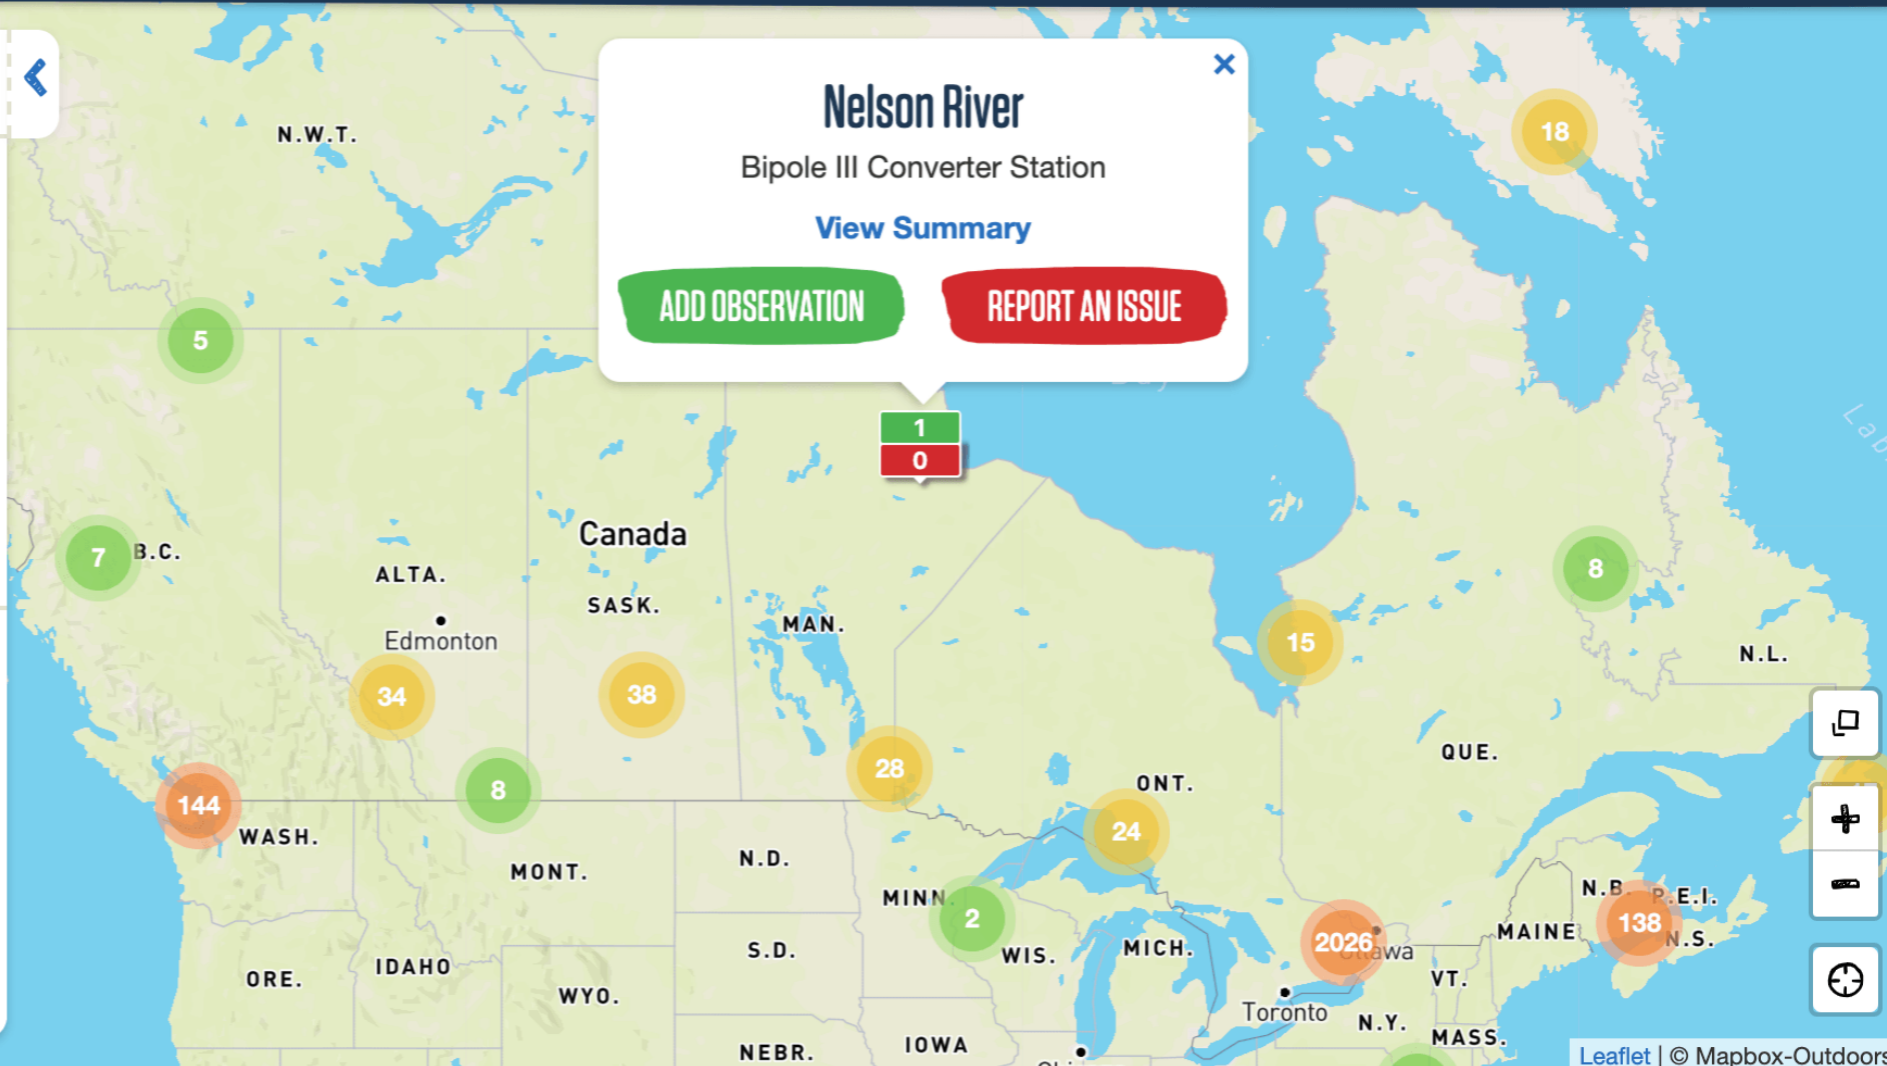 Nelson River
Bipole III Converter Station
View Summary
ADD OBSERVATION
REPORT AN ISSUE
1
0
N.W.T.
18
5
Canada
7
B.C.
ALTA.
SASK.
MAN.
Edmonton
8
15
N.L.
34
38
28
QUE.
ONT.
144
8
24
WASH.
N.D.
MONT.
MINN.
2
N.B.
P.E.I.
138
N.S.
MAINE
2026
Ottawa
MICH.
WIS.
S.D.
IDAHO
ORE.
VT.
WYO.
Toronto
N.Y.
MASS.
IOWA
NEBR.
Leaflet | © Mapbox-Outdoors